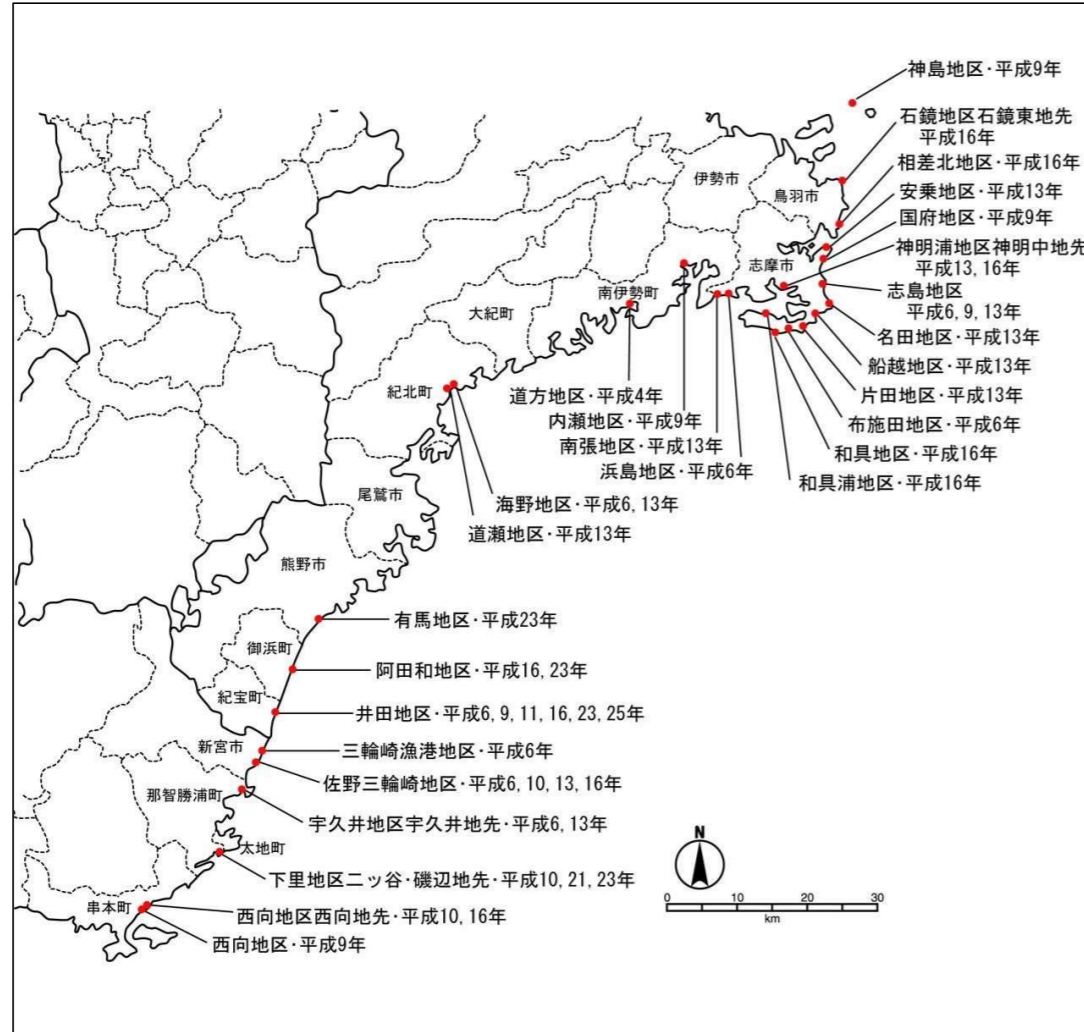 神島地区･平成9年
石鏡地区石鏡東地先
平成16年
相差北地区･平成16年
安乗地区･平成13年
国府地区･平成9年
神明浦地区神明中地先
平成13, 16年
志島地区
平成6, 9, 13年
名田地区･平成13年
船越地区･平成13年
片田地区･平成13年
布施田地区･平成6年
和具地区･平成16年
和具浦地区･平成16年
伊勢市
鳥羽市
志摩市
南伊勢町
大紀町
紀北町
道方地区･平成4年
内瀬地区･平成9年
南張地区･平成13年
浜島地区･平成6年
海野地区･平成6, 13年
道瀬地区･平成13年
尾鷲市
熊野市
有馬地区･平成23年
御浜町
阿田和地区･平成16, 23年
紀宝町
井田地区･平成6, 9, 11, 16, 23, 25年
新宮市
三輪崎漁港地区･平成6年
佐野三輪崎地区･平成6, 10, 13, 16年
那智勝浦町
宇久井地区宇久井地先･平成6, 13年
太地町
下里地区二ッ谷･磯辺地先･平成10, 21, 23年
串本町
西向地区西向地先･平成10, 16年
西向地区･平成9年
N
0 10 20 30
km